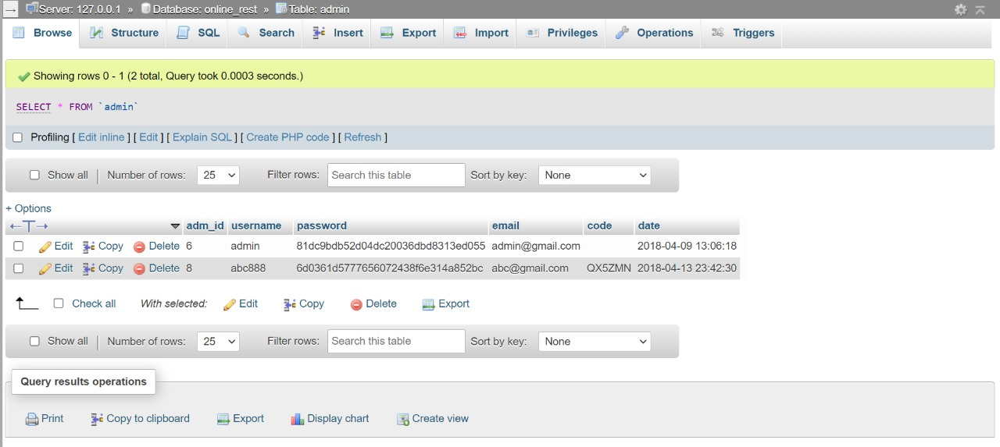 Server: 127.0.0.1 » Database: online_rest » Table: admin
Browse Structure SQL Search Insert Export Import Privileges Operations Triggers
Showing rows 0 - 1 (2 total, Query took 0.0003 seconds.)
SELECT * FROM `admin`
Profiling [ Edit inline ] [ Edit ] [ Explain SQL ] [ Create PHP code ] [ Refresh ]
Show all Number of rows: 25 Filter rows: Search this table Sort by key: None
+ Options
←T→ adm_id username password email code date
Edit Copy Delete 6 admin 81dc9bdb52d04dc20036dbd8313ed055 admin@gmail.com 2018-04-09 13:06:18
Edit Copy Delete 8 abc888 6d0361d5777656072438f6e314a852bc abc@gmail.com QX5ZMN 2018-04-13 23:42:30
Check all With selected: Edit Copy Delete Export
Show all Number of rows: 25 Filter rows: Search this table Sort by key: None
Query results operations
Print Copy to clipboard Export Display chart Create view